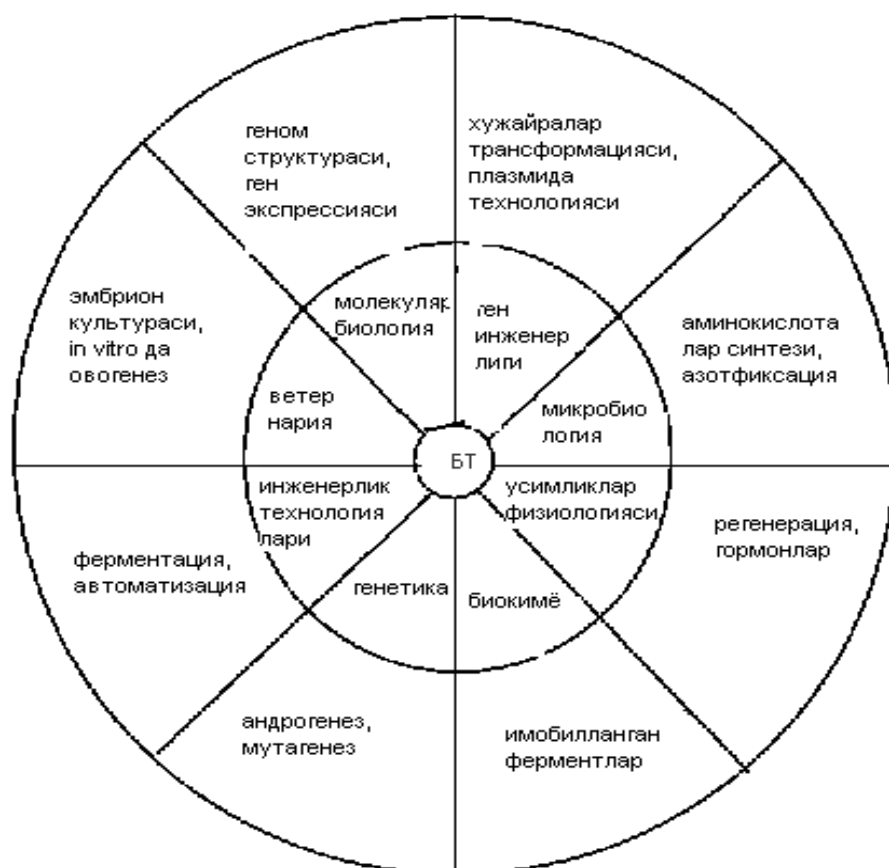 геном
структураси,
ген
экспрессияси
хужайралар
трансформацияси,
плазмида
технологияси
эмбрион
культураси,
in vitro да
овогенез
молекуляр
биология
ген
инженер
лиги
аминокислота
лар синтези,
азотфиксация
ветер
нария
микробио
логия
БТ
инженерлик
технология
лари
усимликлар
физиологияси
ферментация,
автоматизация
регенерация,
гормонлар
генетика
биокимё
андрогенез,
мутагенез
имобилланган
ферментлар